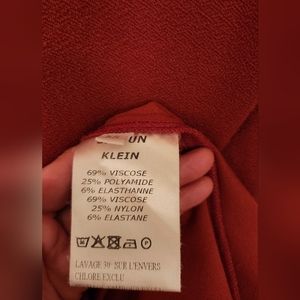 UN
KLEIN
69% VISCOSE
25% POLYAMIDE
6% ELASTHANNE
69% VISCOSE
25% NYLON
6% ELASTANE
LAVAGE 30 SUR L'ENVERS
CHLORE EXCLU